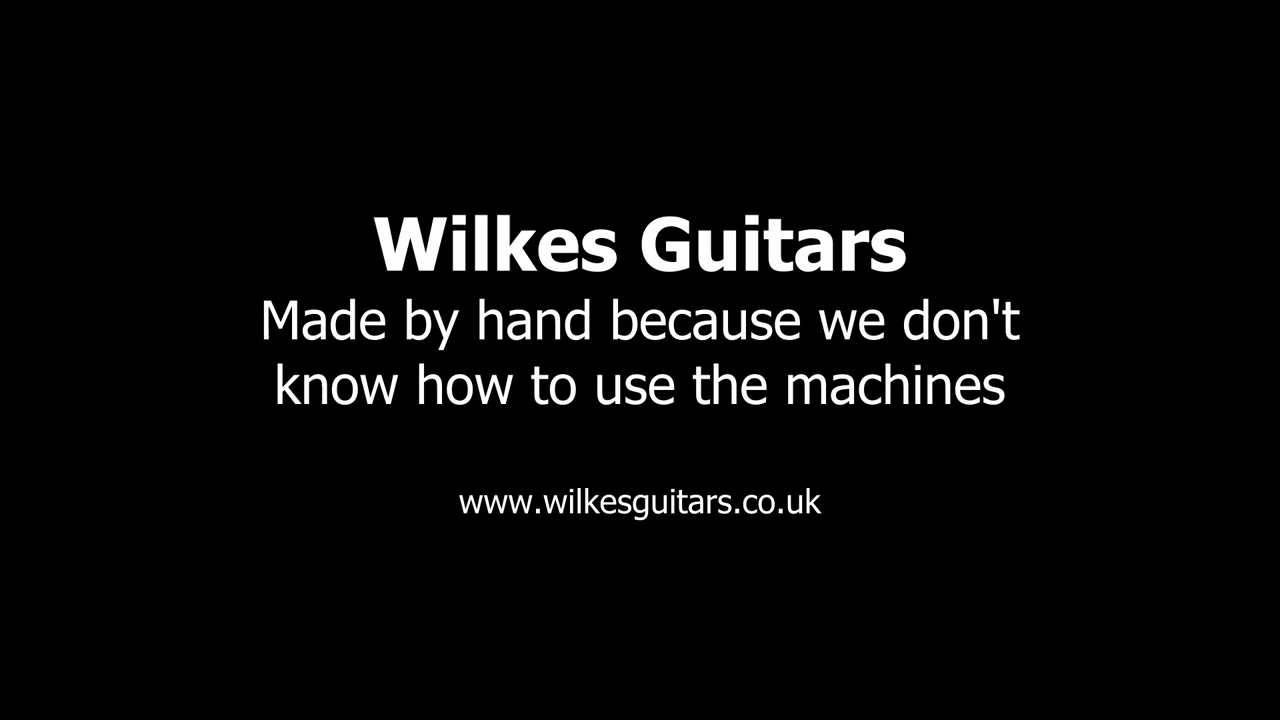 Wilkes Guitars
Made by hand because we don't
know how to use the machines
www.wilkesguitars.co.uk